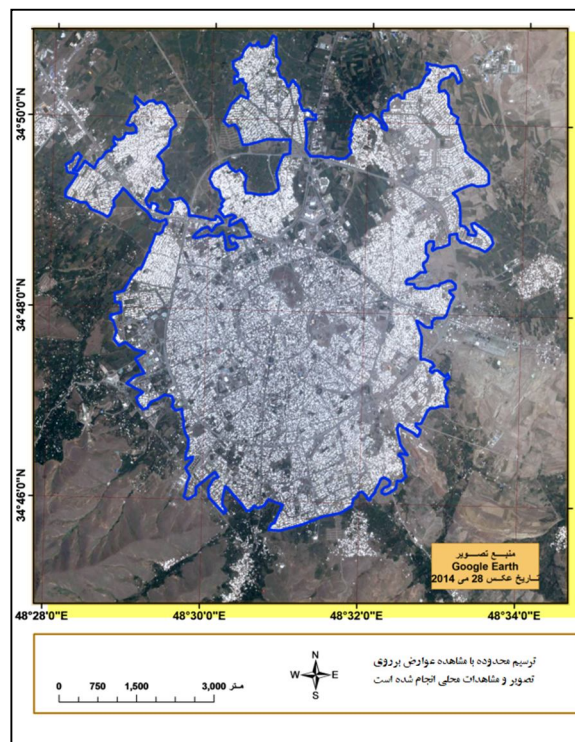 34°50'0"N
34°48'0"N
34°46'0"N
منبع تصویر
Google Earth
تاریخ عکس 28 می 2014
48°28'0"E 48°30'0"E 48°32'0"E 48°34'0"E
N
W E
S
ترسیم محدوده با مشاهده عوارض برروی
تصویر و مشاهدات محلی انجام شده است
0 750 1,500 3,000 متر